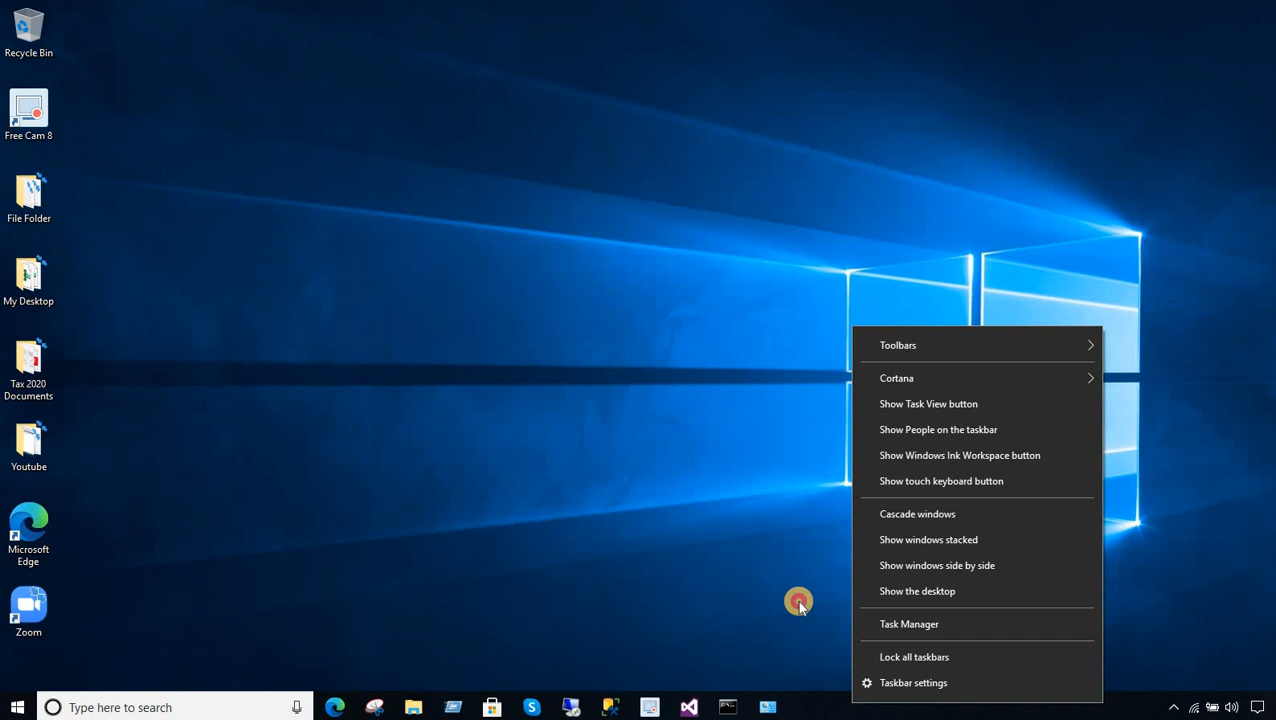 Recycle Bin
Free Cam 8
File Folder
My Desktop
Tax 2020
Documents
Youtube
Microsoft
Edge
Zoom
Toolbars
Cortana
Show Task View button
Show People on the taskbar
Show Windows Ink Workspace button
Show touch keyboard button
Cascade windows
Show windows stacked
Show windows side by side
Show the desktop
Task Manager
Lock all taskbars
Taskbar settings
Type here to search